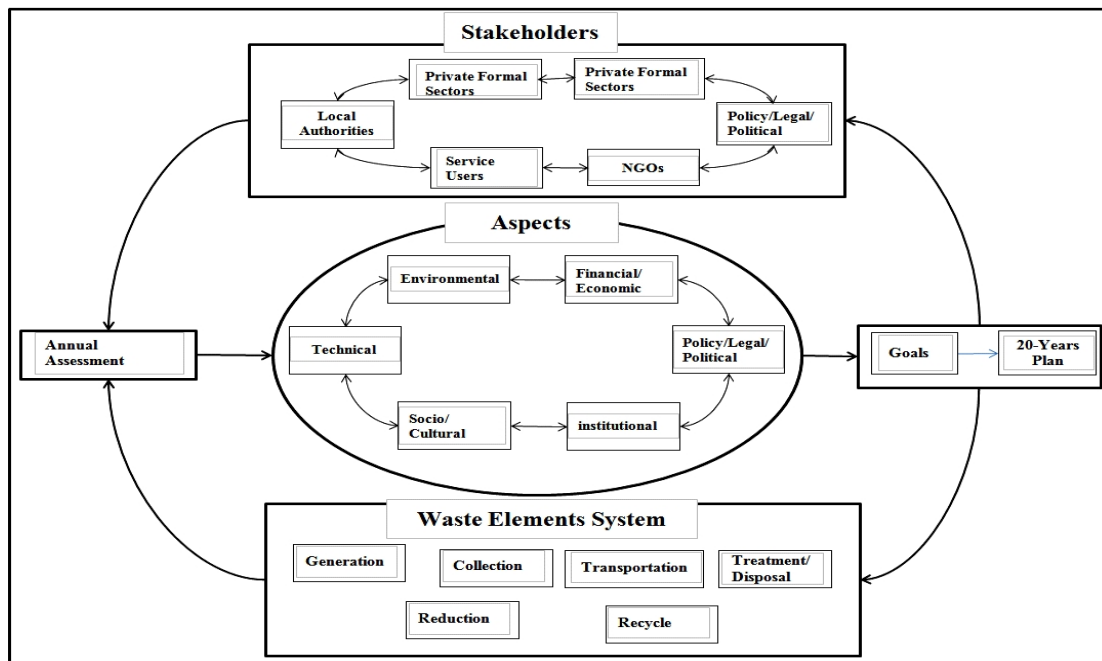 Stakeholders
Private Formal
Sectors
Private Formal
Sectors
Local
Authorities
Policy/Legal/
Political
Service
Users
NGOs
Aspects
Environmental
Financial/
Economic
Technical
Policy/Legal/
Political
Socio/
Cultural
institutional
Annual
Assessment
Goals
20-Years
Plan
Waste Elements System
Generation
Collection
Transportation
Treatment/
Disposal
Reduction
Recycle